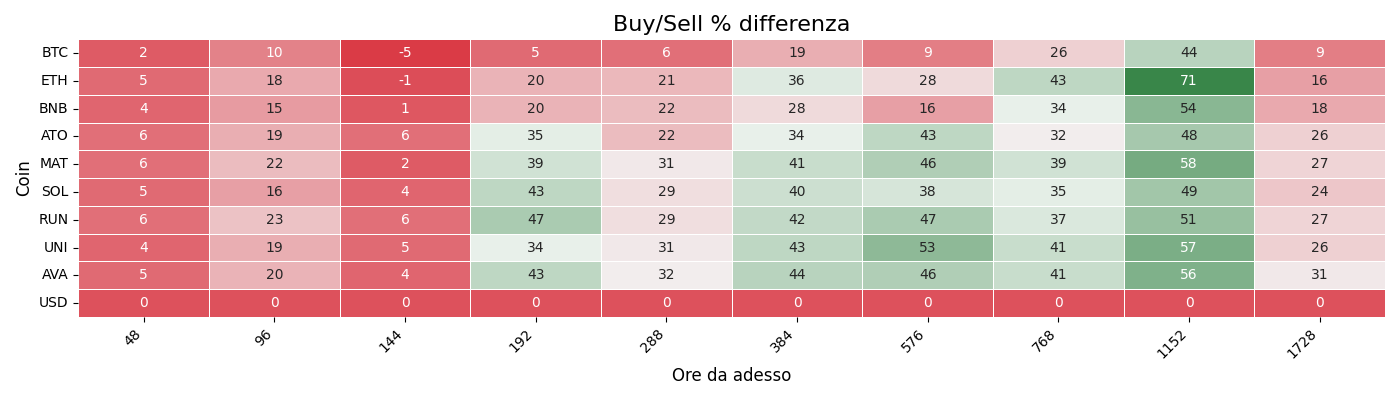 Buy/Sell % differenza
Coin
BTC 2 10 -5 5 6 19 9 26 44 9
ETH 5 18 -1 20 21 36 28 43 71 16
BNB 4 15 1 20 22 28 16 34 54 18
ATO 6 19 6 35 22 34 43 32 48 26
MAT 6 22 2 39 31 41 46 39 58 27
SOL 5 16 4 43 29 40 38 35 49 24
RUN 6 23 6 47 29 42 47 37 51 27
UNI 4 19 5 34 31 43 53 41 57 26
AVA 5 20 4 43 32 44 46 41 56 31
USD 0 0 0 0 0 0 0 0 0 0
48 96 144 192 288 384 576 768 1152 1728
Ore da adesso